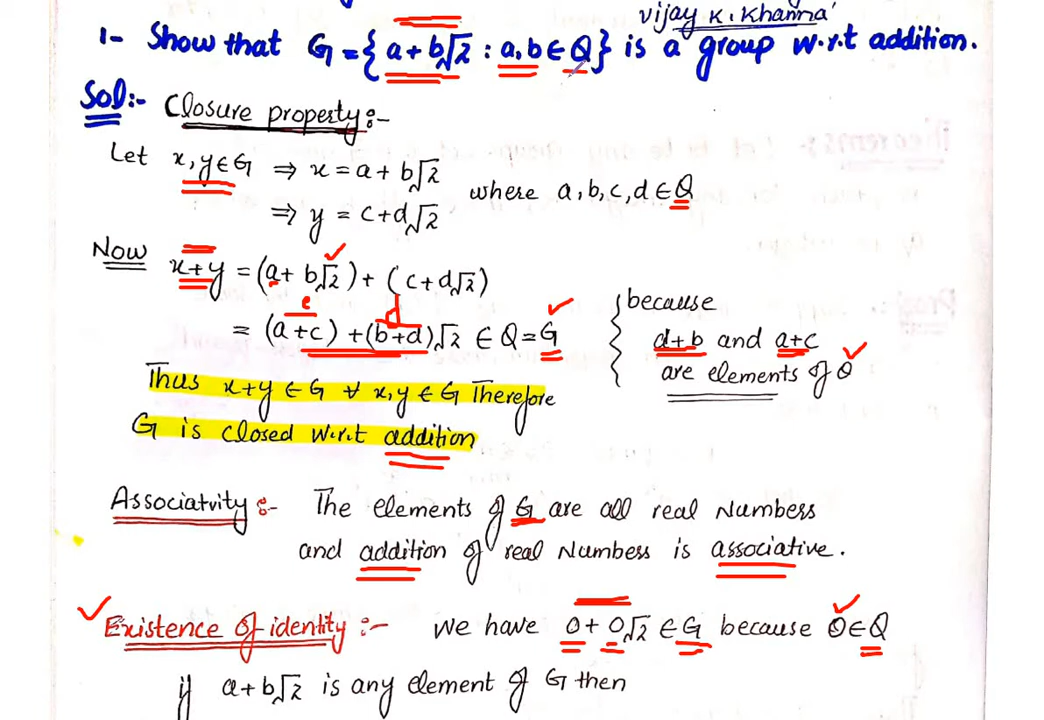 Vijay K. Khanna
1- Show that G = { a + b√2 : a, b ∈ Q } is a group w.r.t addition.
Sol:- Closure property:-
Let x, y ∈ G ⇒ x = a + b√2
where a, b, c, d ∈ Q
⇒ y = c + d√2
Now x + y = (a + b√2) + (c + d√2)
e d
= (a + c) + (b + d)√2 ∈ Q = G
because
d + b and a + c
are elements of Q
Thus x + y ∈ G ∀ x, y ∈ G Therefore
G is closed w.r.t addition
Associatvity:- The elements of G are all real Numbers
and addition of real Numbers is associative.
Existence of identity:- we have 0 + 0√2 ∈ G because 0 ∈ Q
if a + b√2 is any element of G then